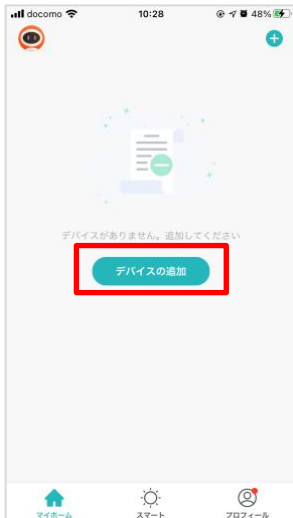 docomo 10:28 48%
デバイスがありません。追加してください
デバイスの追加
マイホーム スマート プロフィール